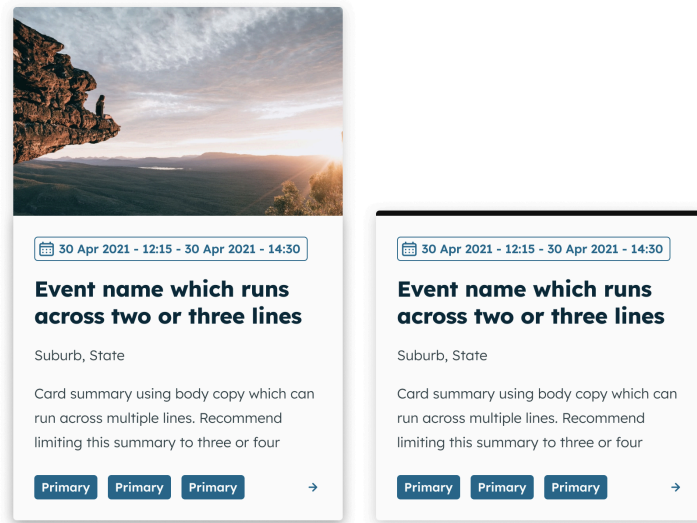 30 Apr 2021 - 12:15 - 30 Apr 2021 - 14:30
Event name which runs
across two or three lines
Suburb, State
Card summary using body copy which can
run across multiple lines. Recommend
limiting this summary to three or four
Primary Primary Primary
30 Apr 2021 - 12:15 - 30 Apr 2021 - 14:30
Event name which runs
across two or three lines
Suburb, State
Card summary using body copy which can
run across multiple lines. Recommend
limiting this summary to three or four
Primary Primary Primary